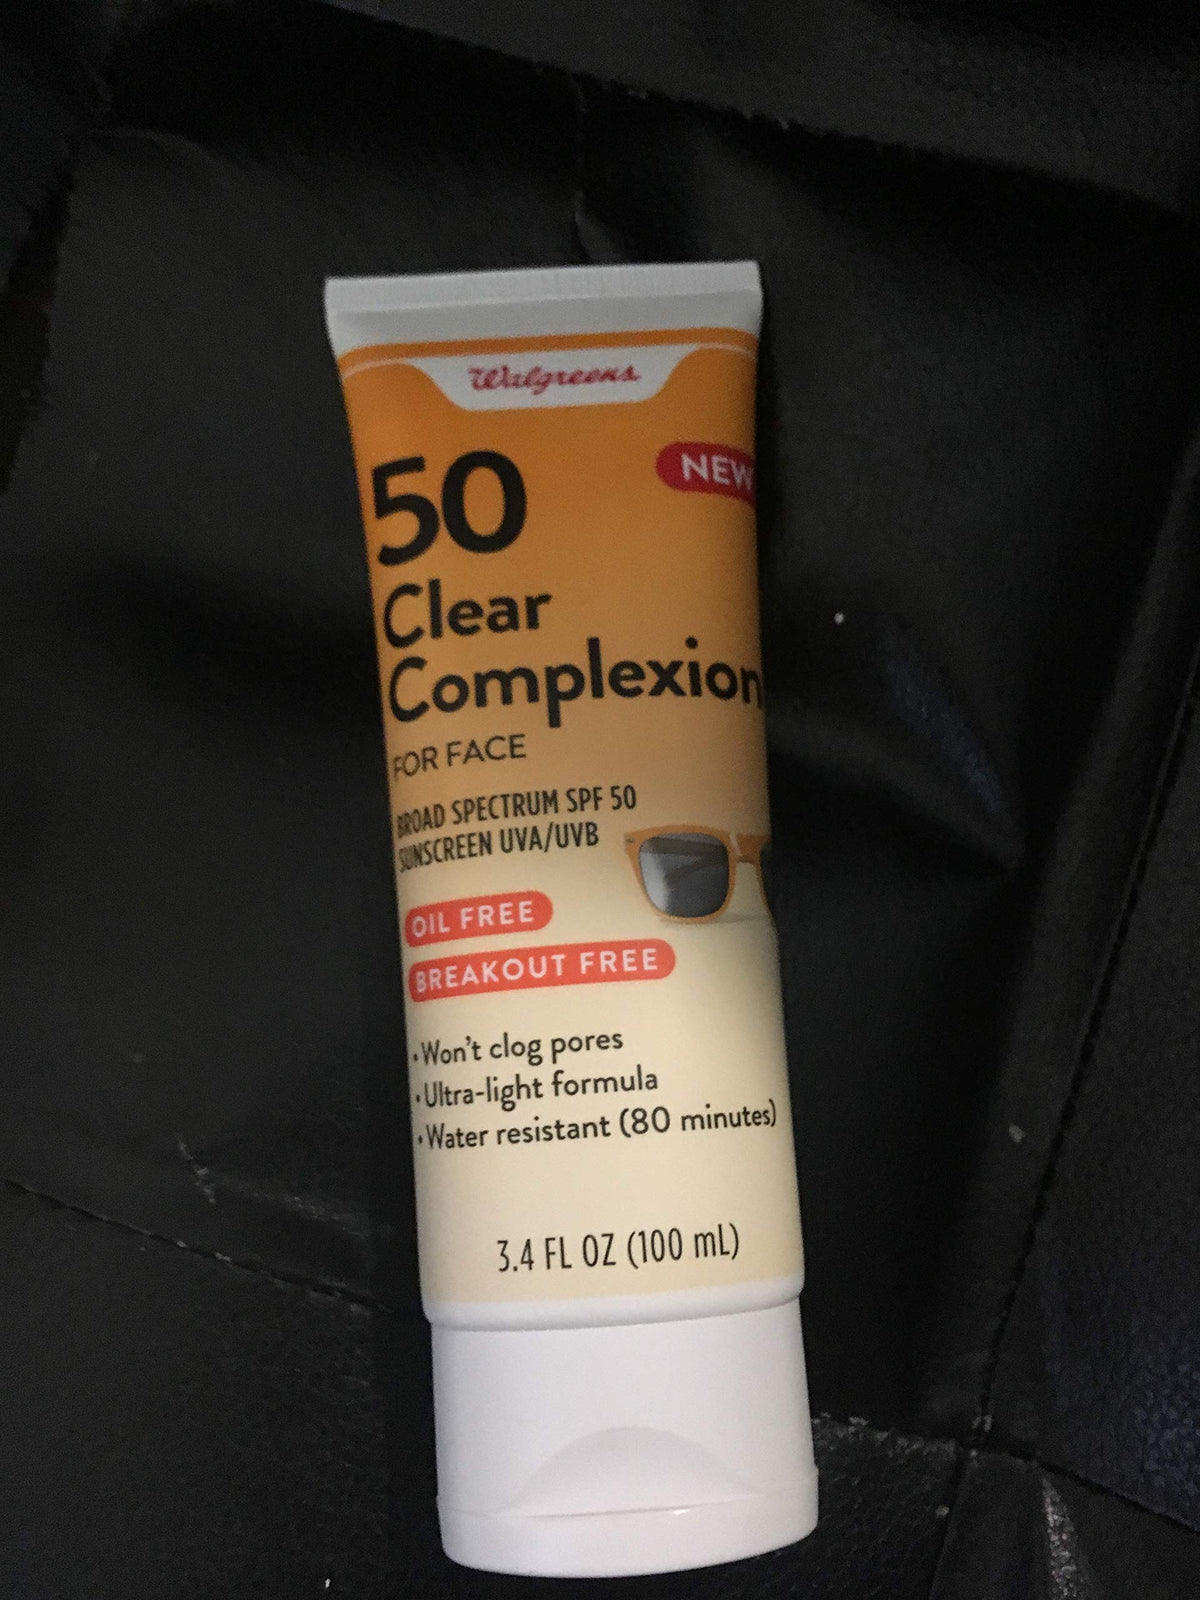 Walgreens
NEW
50
Clear
Complexion
FOR FACE
BROAD SPECTRUM SPF 50
SUNSCREEN UVA/UVB
OIL FREE
BREAKOUT FREE
•Won't clog pores
•Ultra-light formula
•Water resistant (80 minutes)
3.4 FL OZ (100 mL)